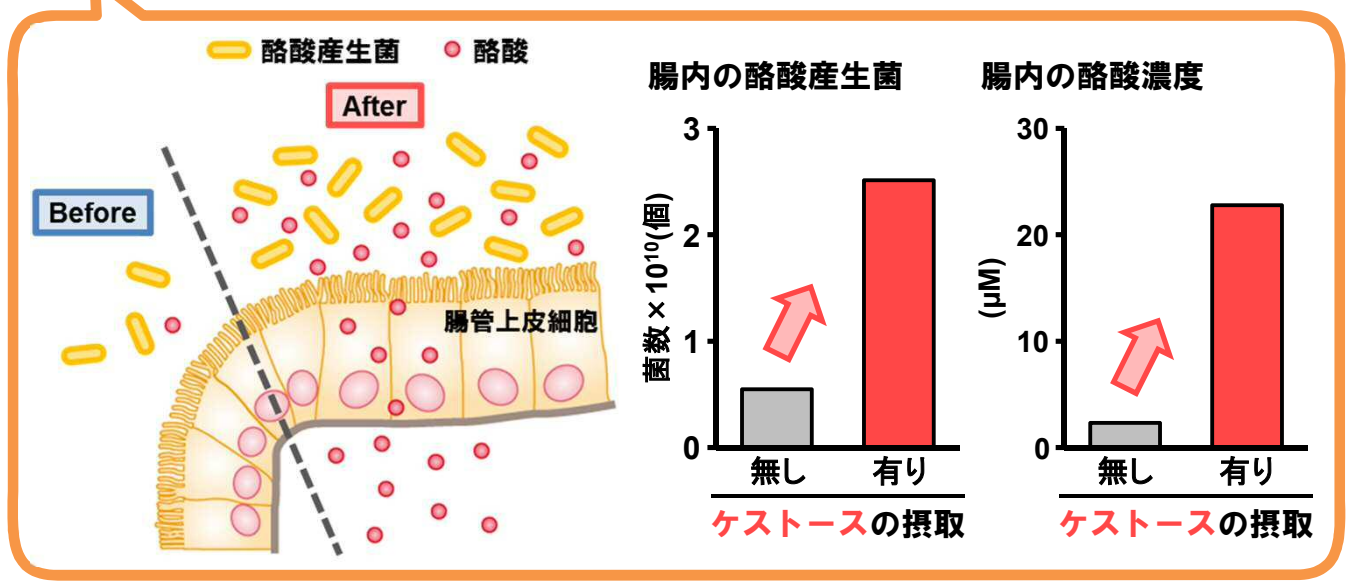 酪酸産生菌 酪酸
After
Before
腸管上皮細胞
腸内の酪酸産生菌
菌数×10¹⁰(個)
3
2
1
0
無し 有り
ケストースの摂取
腸内の酪酸濃度
(μM)
30
20
10
0
無し 有り
ケストースの摂取